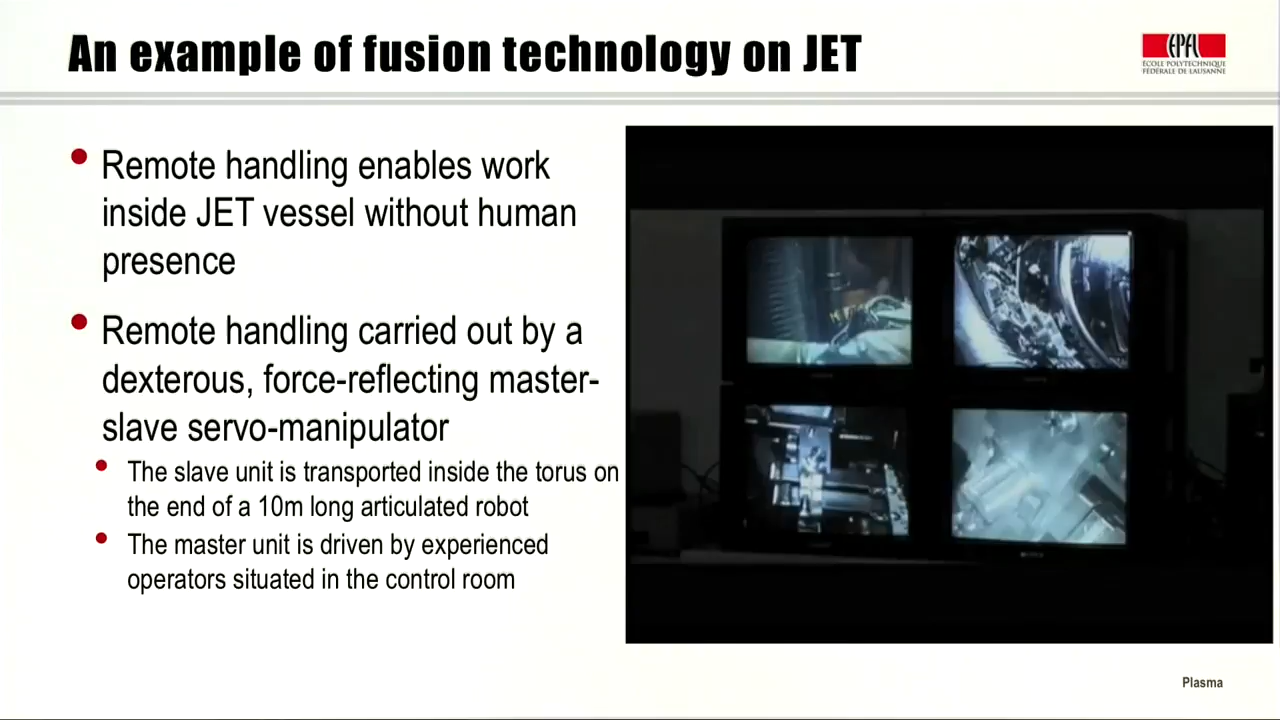 An example of fusion technology on JET
EPFL
ÉCOLE POLYTECHNIQUE
FÉDÉRALE DE LAUSANNE
Remote handling enables work
inside JET vessel without human
presence
Remote handling carried out by a
dexterous, force-reflecting master-
slave servo-manipulator
The slave unit is transported inside the torus on
the end of a 10m long articulated robot
The master unit is driven by experienced
operators situated in the control room
Plasma